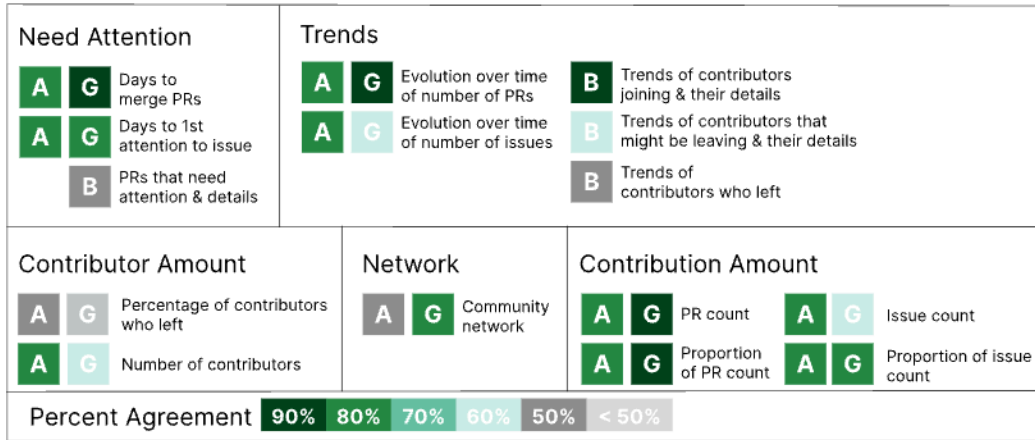 Need Attention
A G Days to
merge PRs
A G Days to 1st
attention to issue
B PRs that need
attention & details
Trends
A G Evolution over time
of number of PRs
A G Evolution over time
of number of issues
B Trends of contributors
joining & their details
B Trends of contributors that
might be leaving & their details
B Trends of
contributors who left
Contributor Amount
A G Percentage of contributors
who left
A G Number of contributors
Network
A G Community
network
Contribution Amount
A G PR count
A G Proportion
of PR count
A G Issue count
A G Proportion of issue
count
Percent Agreement 90% 80% 70% 60% 50% < 50%